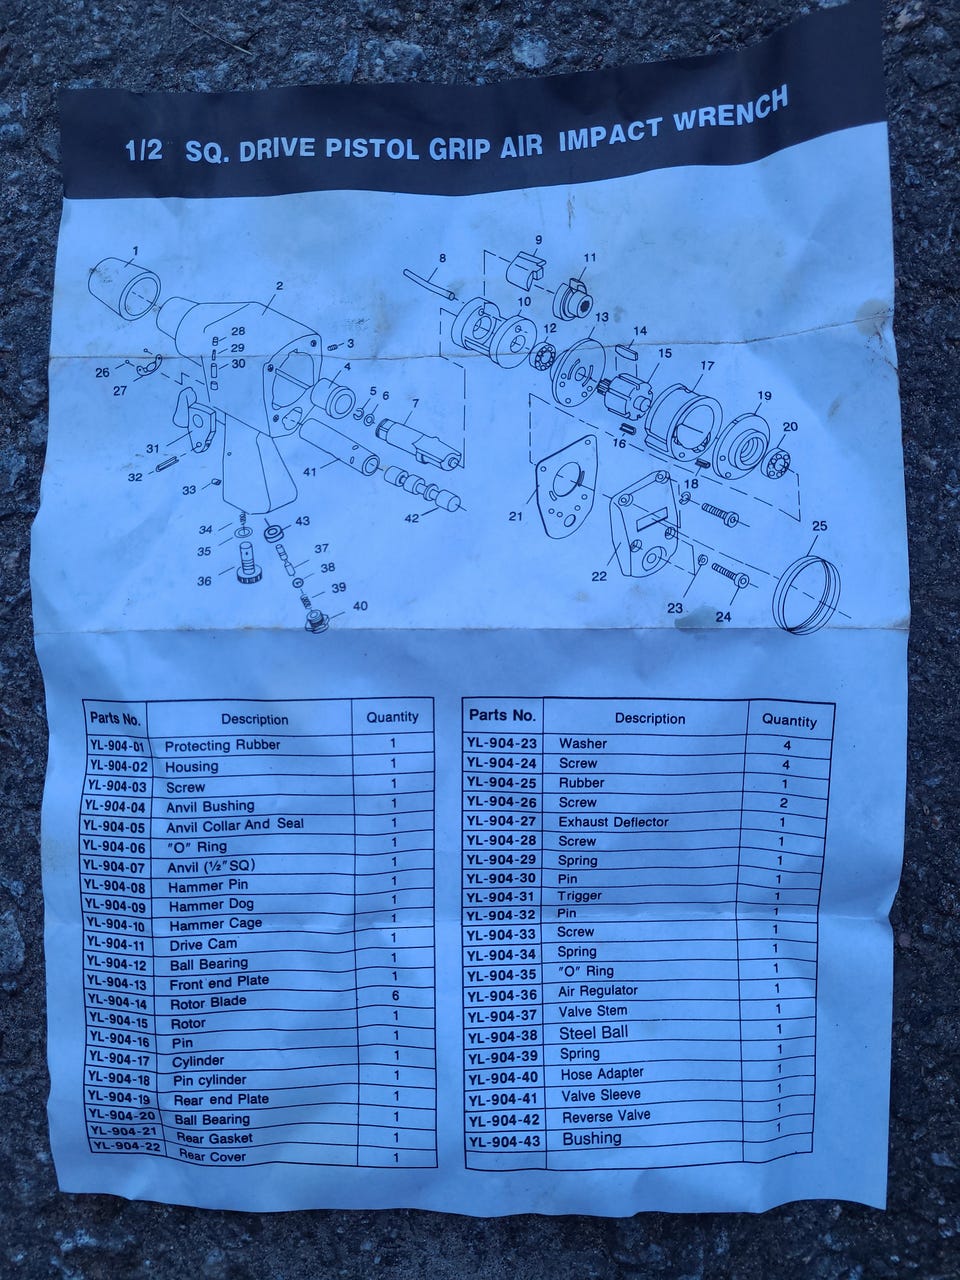 1/2 SQ. DRIVE PISTOL GRIP AIR IMPACT WRENCH
1
2
3
4
5
6
7
8
9
10
11
12
13
14
15
16
17
18
19
20
21
22
23
24
25
26
27
28
29
30
31
32
33
34
35
36
37
38
39
40
41
42
43
Parts No. Description Quantity
YL-904-01 Protecting Rubber 1
YL-904-02 Housing 1
YL-904-03 Screw 1
YL-904-04 Anvil Bushing 1
YL-904-05 Anvil Collar And Seal 1
YL-904-06 "O" Ring 1
YL-904-07 Anvil (½"SQ) 1
YL-904-08 Hammer Pin 1
YL-904-09 Hammer Dog 1
YL-904-10 Hammer Cage 1
YL-904-11 Drive Cam 1
YL-904-12 Ball Bearing 1
YL-904-13 Front end Plate 1
YL-904-14 Rotor Blade 6
YL-904-15 Rotor 1
YL-904-16 Pin 1
YL-904-17 Cylinder 1
YL-904-18 Pin cylinder 1
YL-904-19 Rear end Plate 1
YL-904-20 Ball Bearing 1
YL-904-21 Rear Gasket 1
YL-904-22 Rear Cover 1
Parts No. Description Quantity
YL-904-23 Washer 4
YL-904-24 Screw 4
YL-904-25 Rubber 1
YL-904-26 Screw 2
YL-904-27 Exhaust Deflector 1
YL-904-28 Screw 1
YL-904-29 Spring 1
YL-904-30 Pin 1
YL-904-31 Trigger 1
YL-904-32 Pin 1
YL-904-33 Screw 1
YL-904-34 Spring 1
YL-904-35 "O" Ring 1
YL-904-36 Air Regulator 1
YL-904-37 Valve Stem 1
YL-904-38 Steel Ball 1
YL-904-39 Spring 1
YL-904-40 Hose Adapter 1
YL-904-41 Valve Sleeve 1
YL-904-42 Reverse Valve 1
YL-904-43 Bushing 1